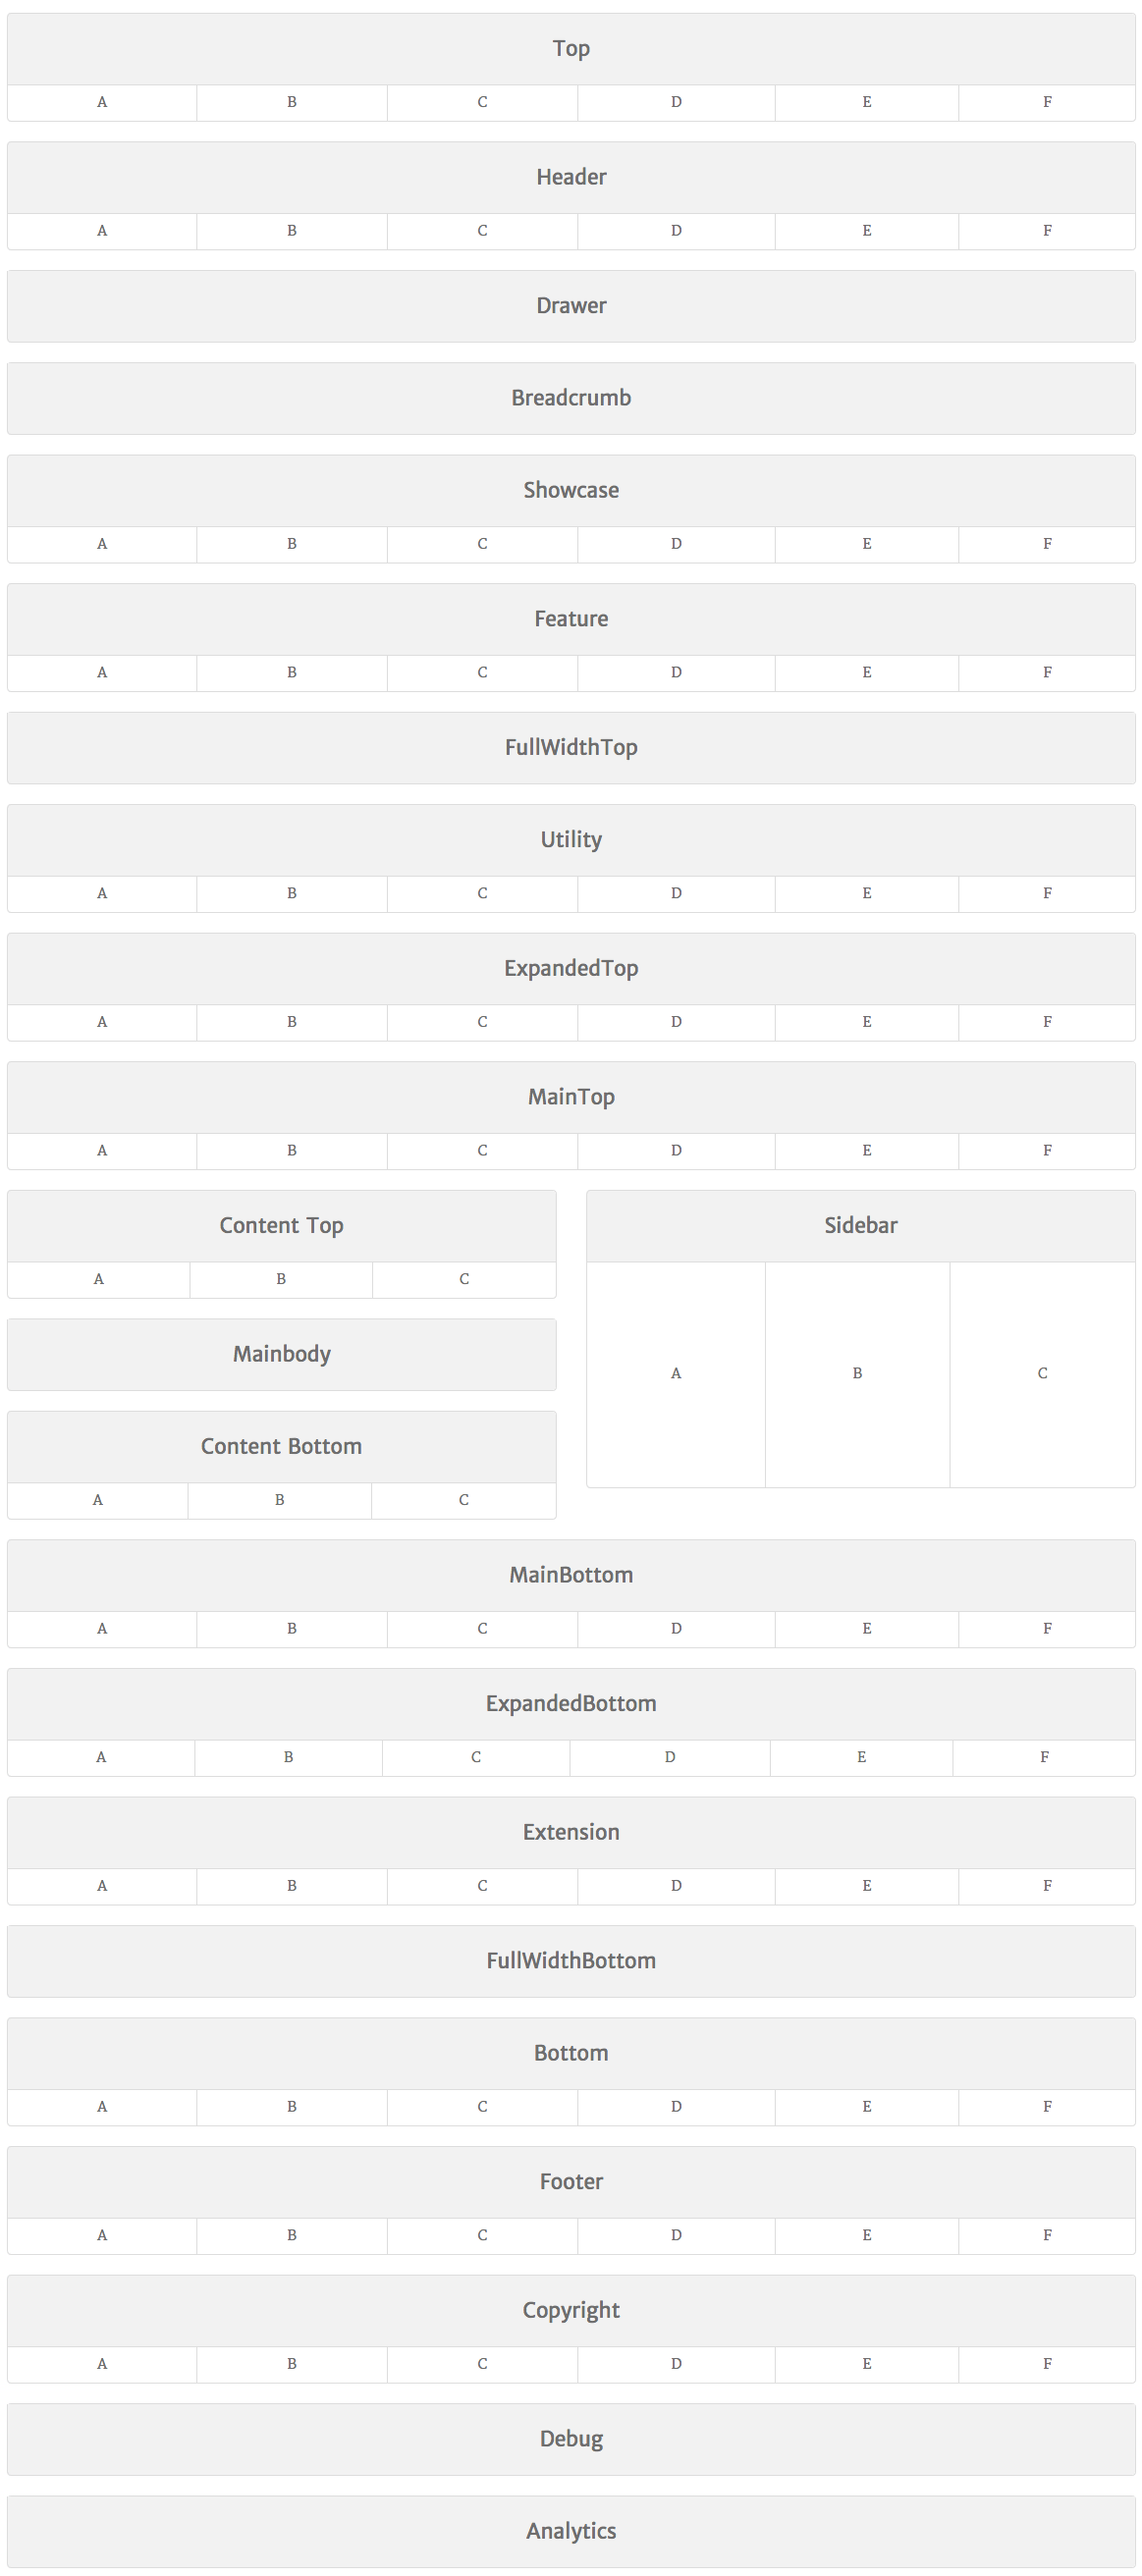 Top
A B C D E F
Header
A B C D E F
Drawer
Breadcrumb
Showcase
A B C D E F
Feature
A B C D E F
FullWidthTop
Utility
A B C D E F
ExpandedTop
A B C D E F
MainTop
A B C D E F
Content Top
A B C
Mainbody
Content Bottom
A B C
Sidebar
A B C
MainBottom
A B C D E F
ExpandedBottom
A B C D E F
Extension
A B C D E F
FullWidthBottom
Bottom
A B C D E F
Footer
A B C D E F
Copyright
A B C D E F
Debug
Analytics